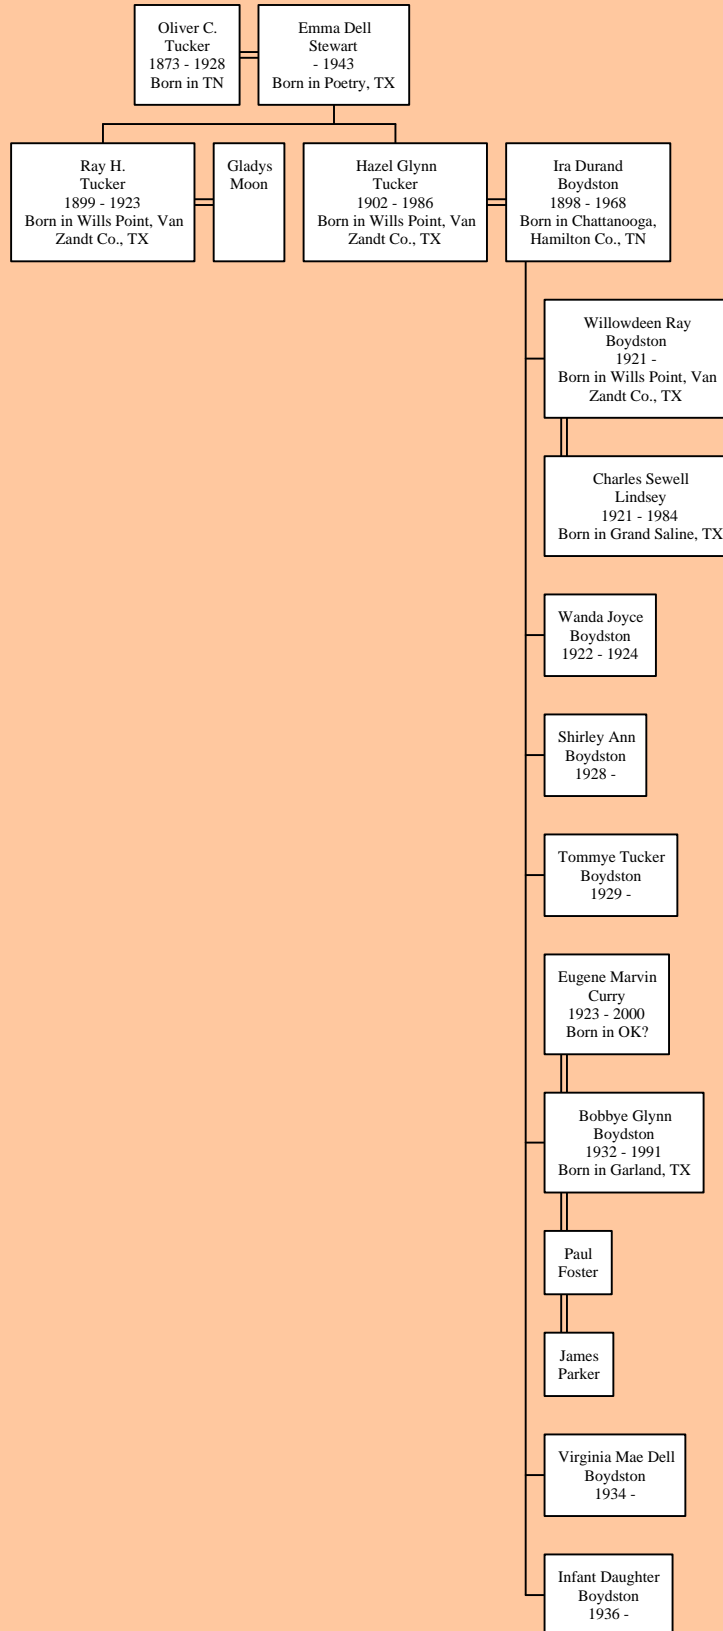 Oliver C.
Tucker
1873 - 1928
Born in TN
Emma Dell
Stewart
- 1943
Born in Poetry, TX
Ray H.
Tucker
1899 - 1923
Born in Wills Point, Van
Zandt Co., TX
Gladys
Moon
Hazel Glynn
Tucker
1902 - 1986
Born in Wills Point, Van
Zandt Co., TX
Ira Durand
Boydston
1898 - 1968
Born in Chattanooga,
Hamilton Co., TN
Willowdeen Ray
Boydston
1921 -
Born in Wills Point, Van
Zandt Co., TX
Charles Sewell
Lindsey
1921 - 1984
Born in Grand Saline, TX
Wanda Joyce
Boydston
1922 - 1924
Shirley Ann
Boydston
1928 -
Tommye Tucker
Boydston
1929 -
Eugene Marvin
Curry
1923 - 2000
Born in OK?
Bobbye Glynn
Boydston
1932 - 1991
Born in Garland, TX
Paul
Foster
James
Parker
Virginia Mae Dell
Boydston
1934 -
Infant Daughter
Boydston
1936 -